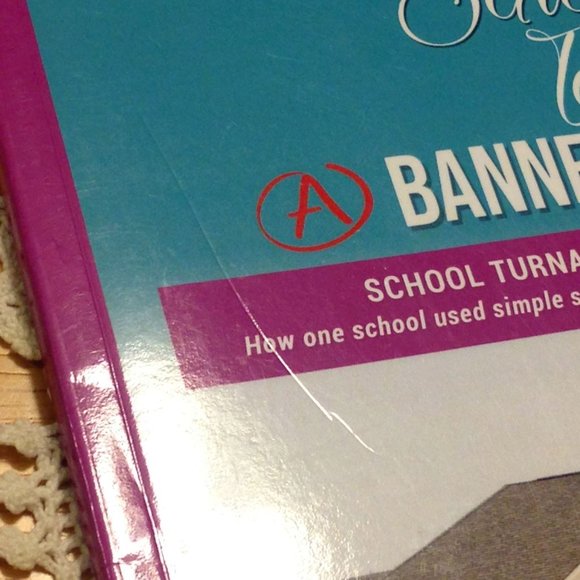 A BANNE
SCHOOL TURNA
How one school used simple s